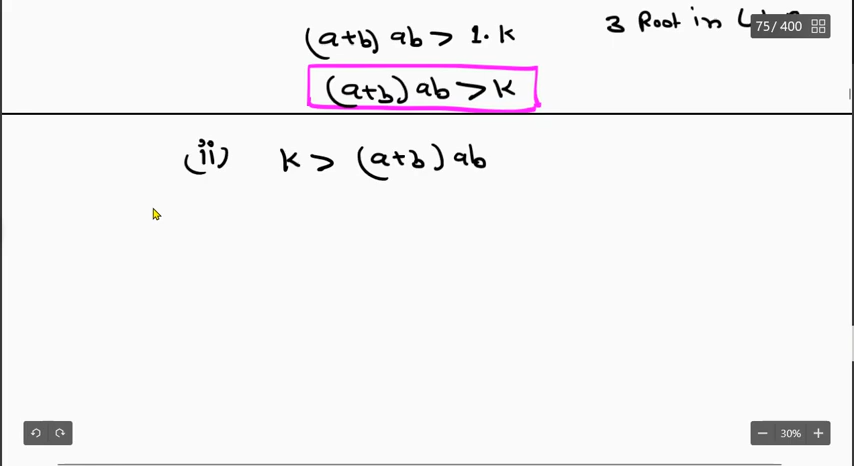 (a+b) ab > 1·k
3 Root in
75 / 400
(a+b) ab > k
(ii) k > (a+b) ab
30%